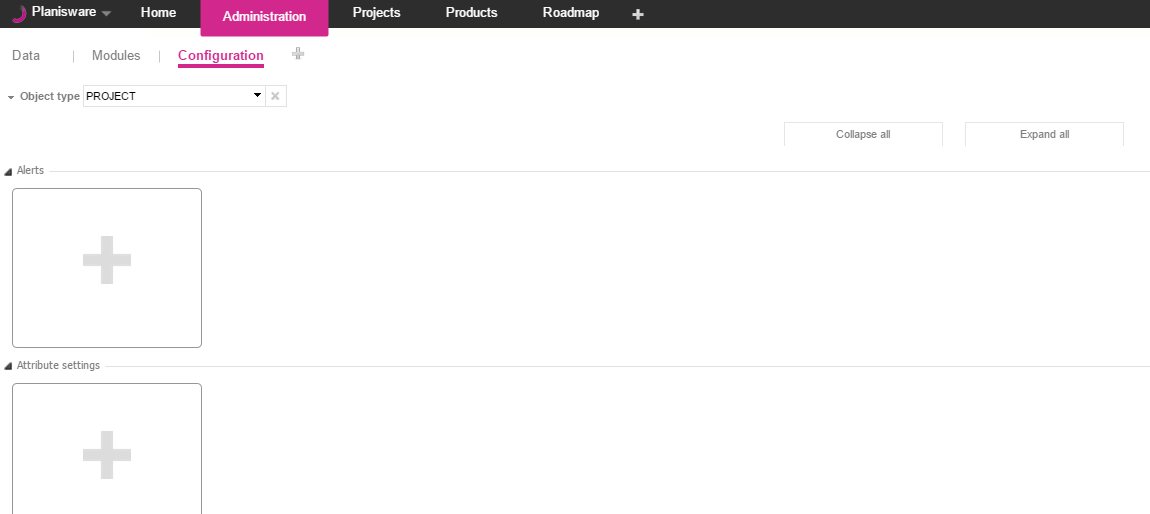 Planisware Home Administration Projects Products Roadmap
Data | Modules | Configuration
Object type PROJECT
Collapse all Expand all
Alerts
Attribute settings